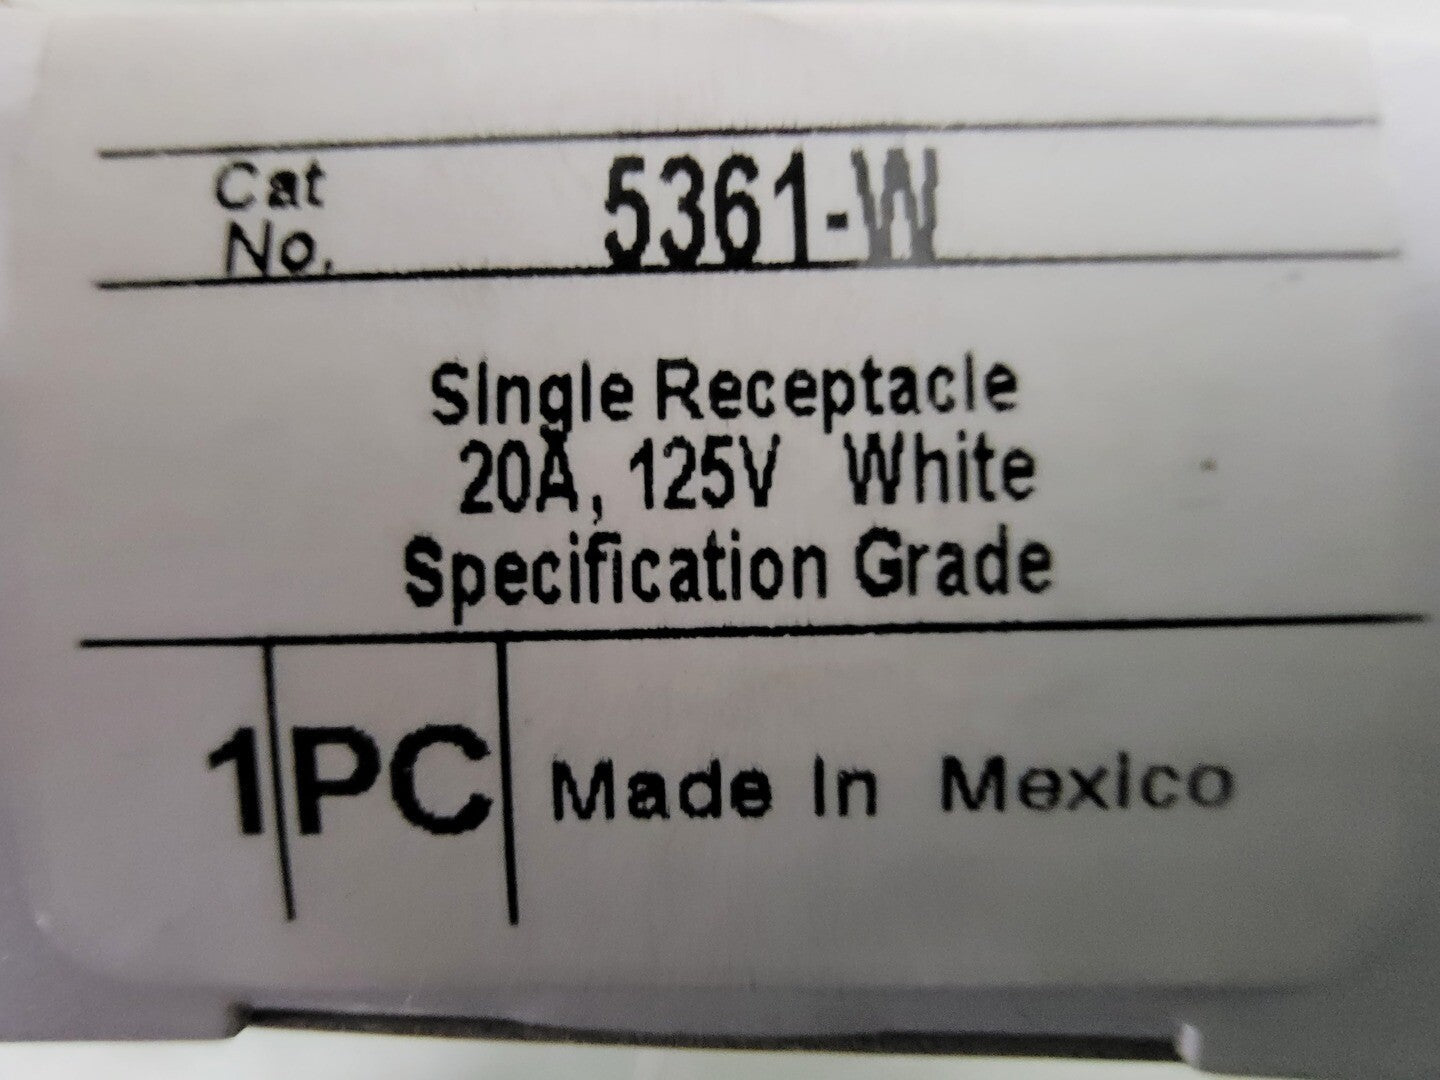 Cat No. 5361-W
Single Receptacle
20A, 125V White
Specification Grade
1 PC Made In Mexico